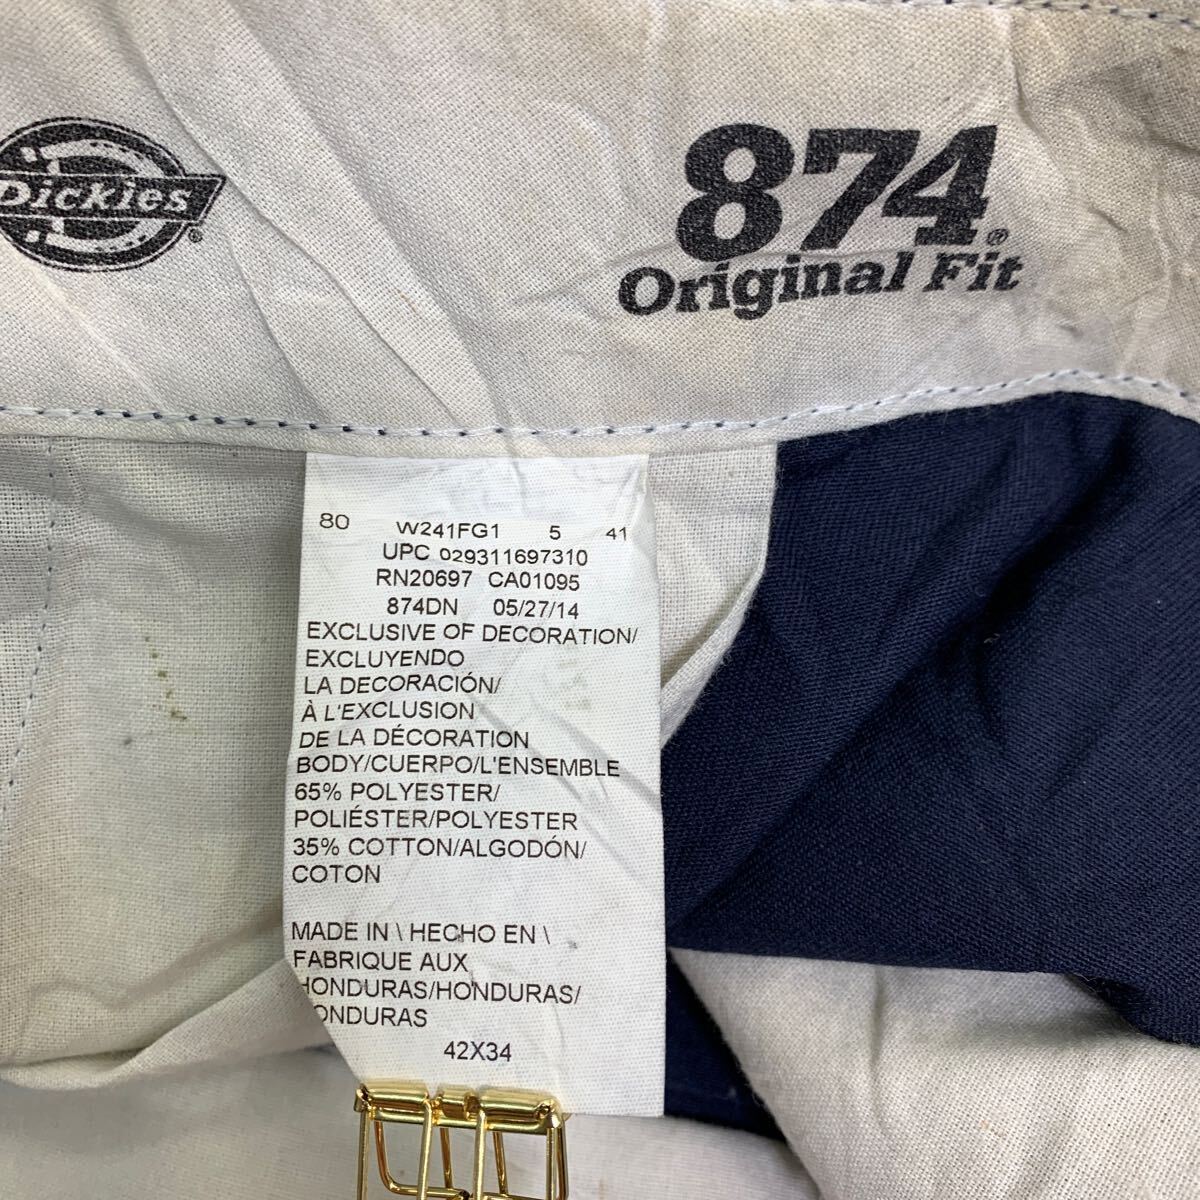 Dickies®
874®
Original Fit
80 W241FG1 5 41
UPC 029311697310
RN20697 CA01095
874DN 05/27/14
EXCLUSIVE OF DECORATION/
EXCLUYENDO
LA DECORACIÓN/
À L'EXCLUSION
DE LA DÉCORATION
BODY/CUERPO/L'ENSEMBLE
65% POLYESTER/
POLIÉSTER/POLYESTER
35% COTTON/ALGODÓN/
COTON
MADE IN \ HECHO EN \
FABRIQUE AUX
HONDURAS/HONDURAS/
HONDURAS
42X34